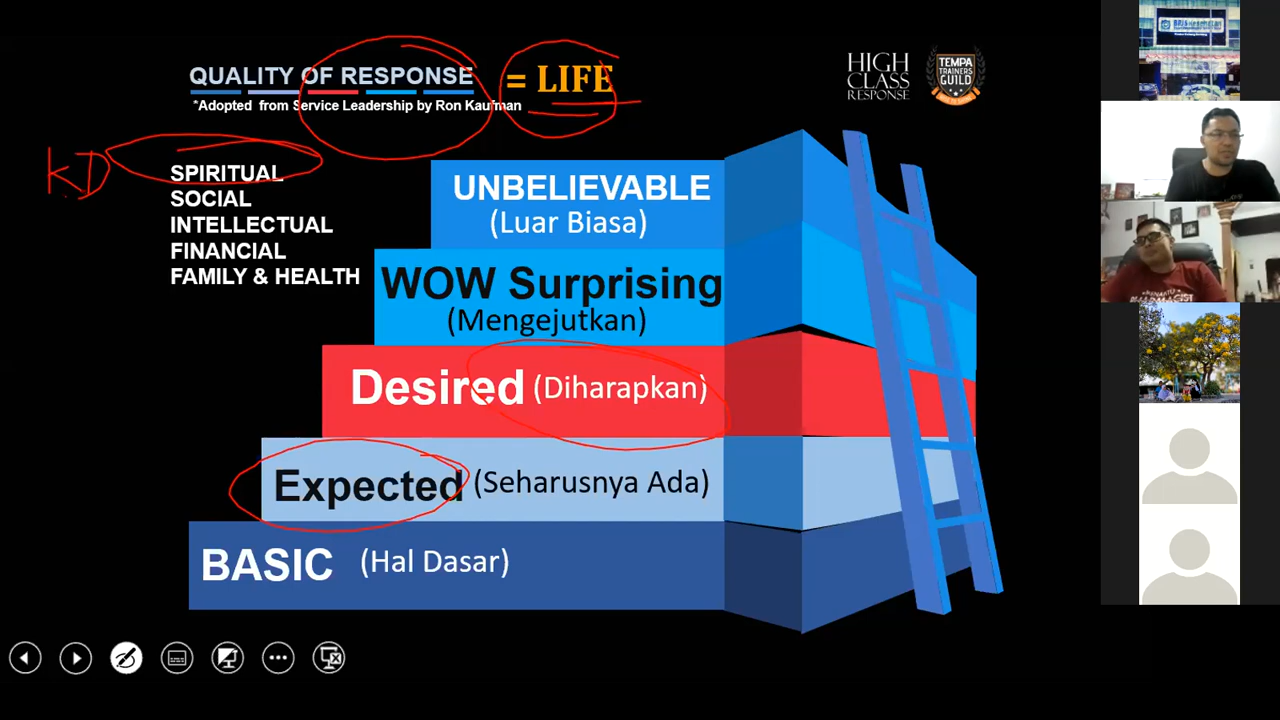 QUALITY OF RESPONSE = LIFE
*Adopted from Service Leadership by Ron Kaufman
HIGH
CLASS
RESPONSE
TEMPA
TRAINERS
GUILD
KD
SPIRITUAL
SOCIAL
INTELLECTUAL
FINANCIAL
FAMILY & HEALTH
UNBELIEVABLE
(Luar Biasa)
WOW Surprising
(Mengejutkan)
Desired (Diharapkan)
Expected (Seharusnya Ada)
BASIC (Hal Dasar)